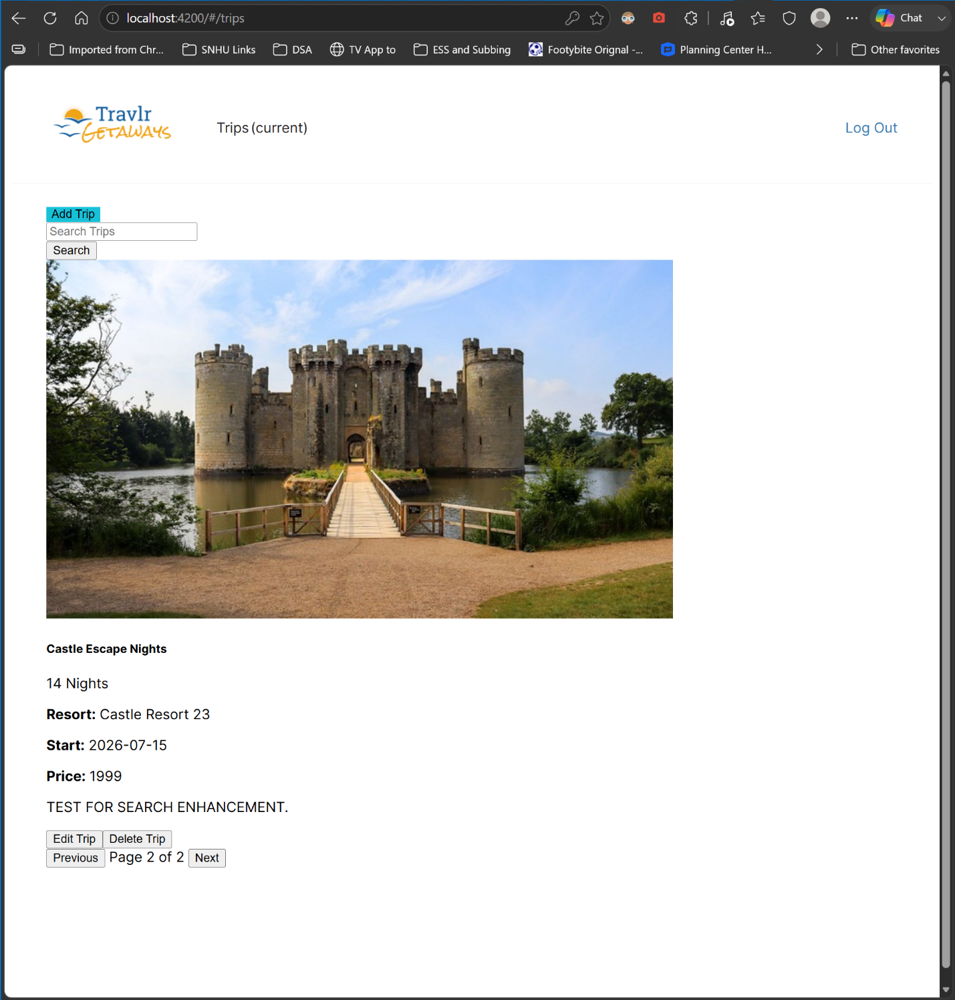 localhost:4200/#/trips
Chat
Imported from Chr...
SNHU Links
DSA
TV App to
ESS and Subbing
Footybite Orignal -...
Planning Center H...
Other favorites
Travlr
GETAWAYS
Trips (current)
Log Out
Add Trip
Search Trips
Search
Castle Escape Nights
14 Nights
Resort: Castle Resort 23
Start: 2026-07-15
Price: 1999
TEST FOR SEARCH ENHANCEMENT.
Edit Trip Delete Trip
Previous Page 2 of 2 Next